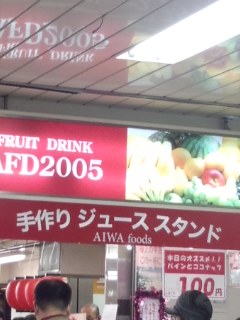 FRUIT DRINK
AFD2005
手作り ジュース スタンド
AIWA foods
本日のオススメ!!
パインとココナッツ
100円